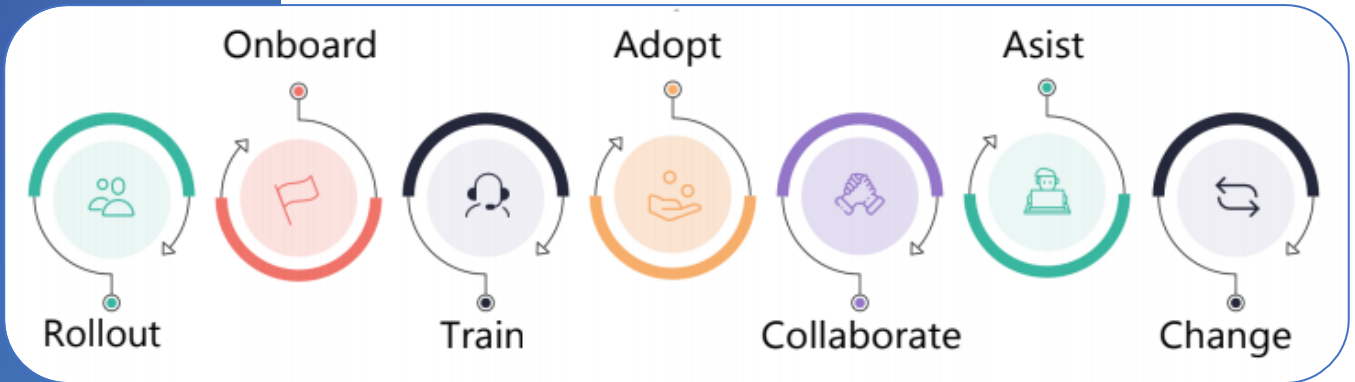 Onboard
Adopt
Asist
Rollout
Train
Collaborate
Change